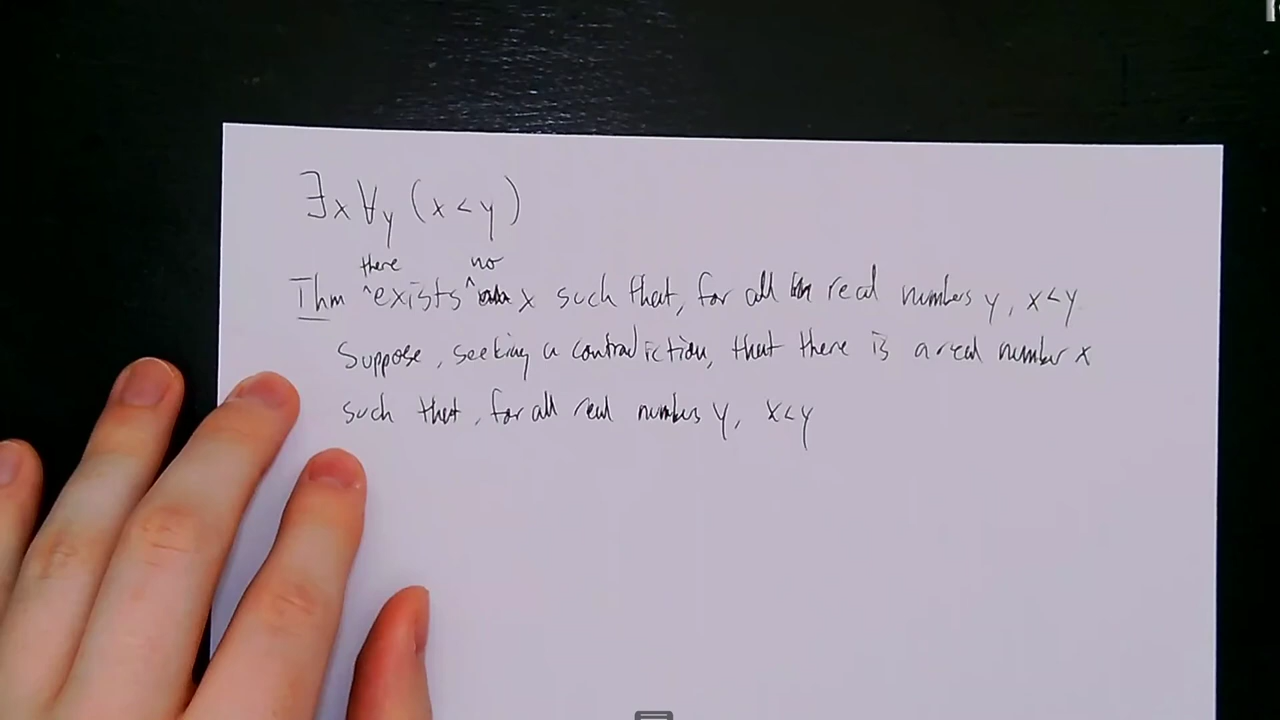 ∃x ∀y (x < y)
there no
Thm ^exists^ x such that, for all real numbers y, x<y.
Suppose, seeking a contradiction, that there is a real number x
such that, for all real numbers y, x<y